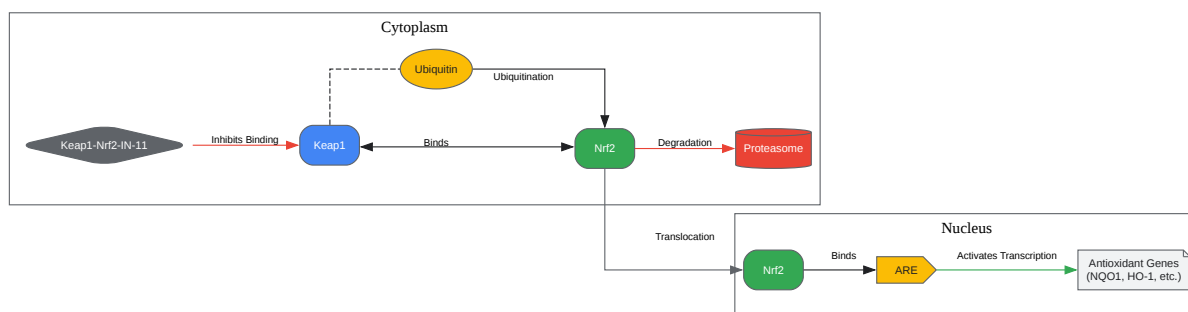 Cytoplasm
Ubiquitin
Ubiquitination
Keap1-Nrf2-IN-11
Inhibits Binding
Keap1
Binds
Nrf2
Degradation
Proteasome
Translocation
Nucleus
Nrf2
Binds
ARE
Activates Transcription
Antioxidant Genes
(NQO1, HO-1, etc.)